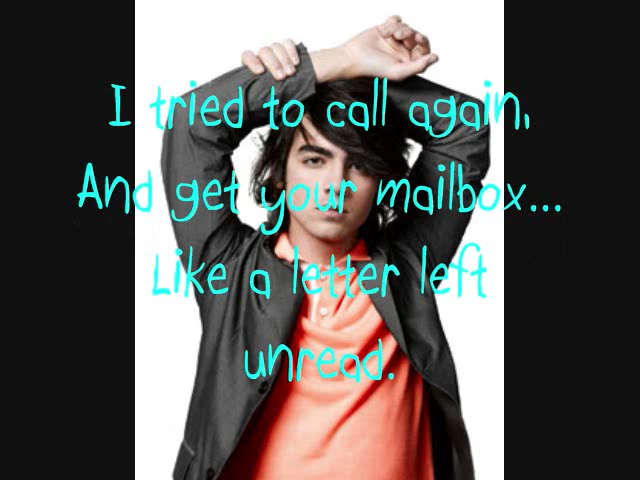 I tried to call again,
And get your mailbox...
Like a letter left
unread.